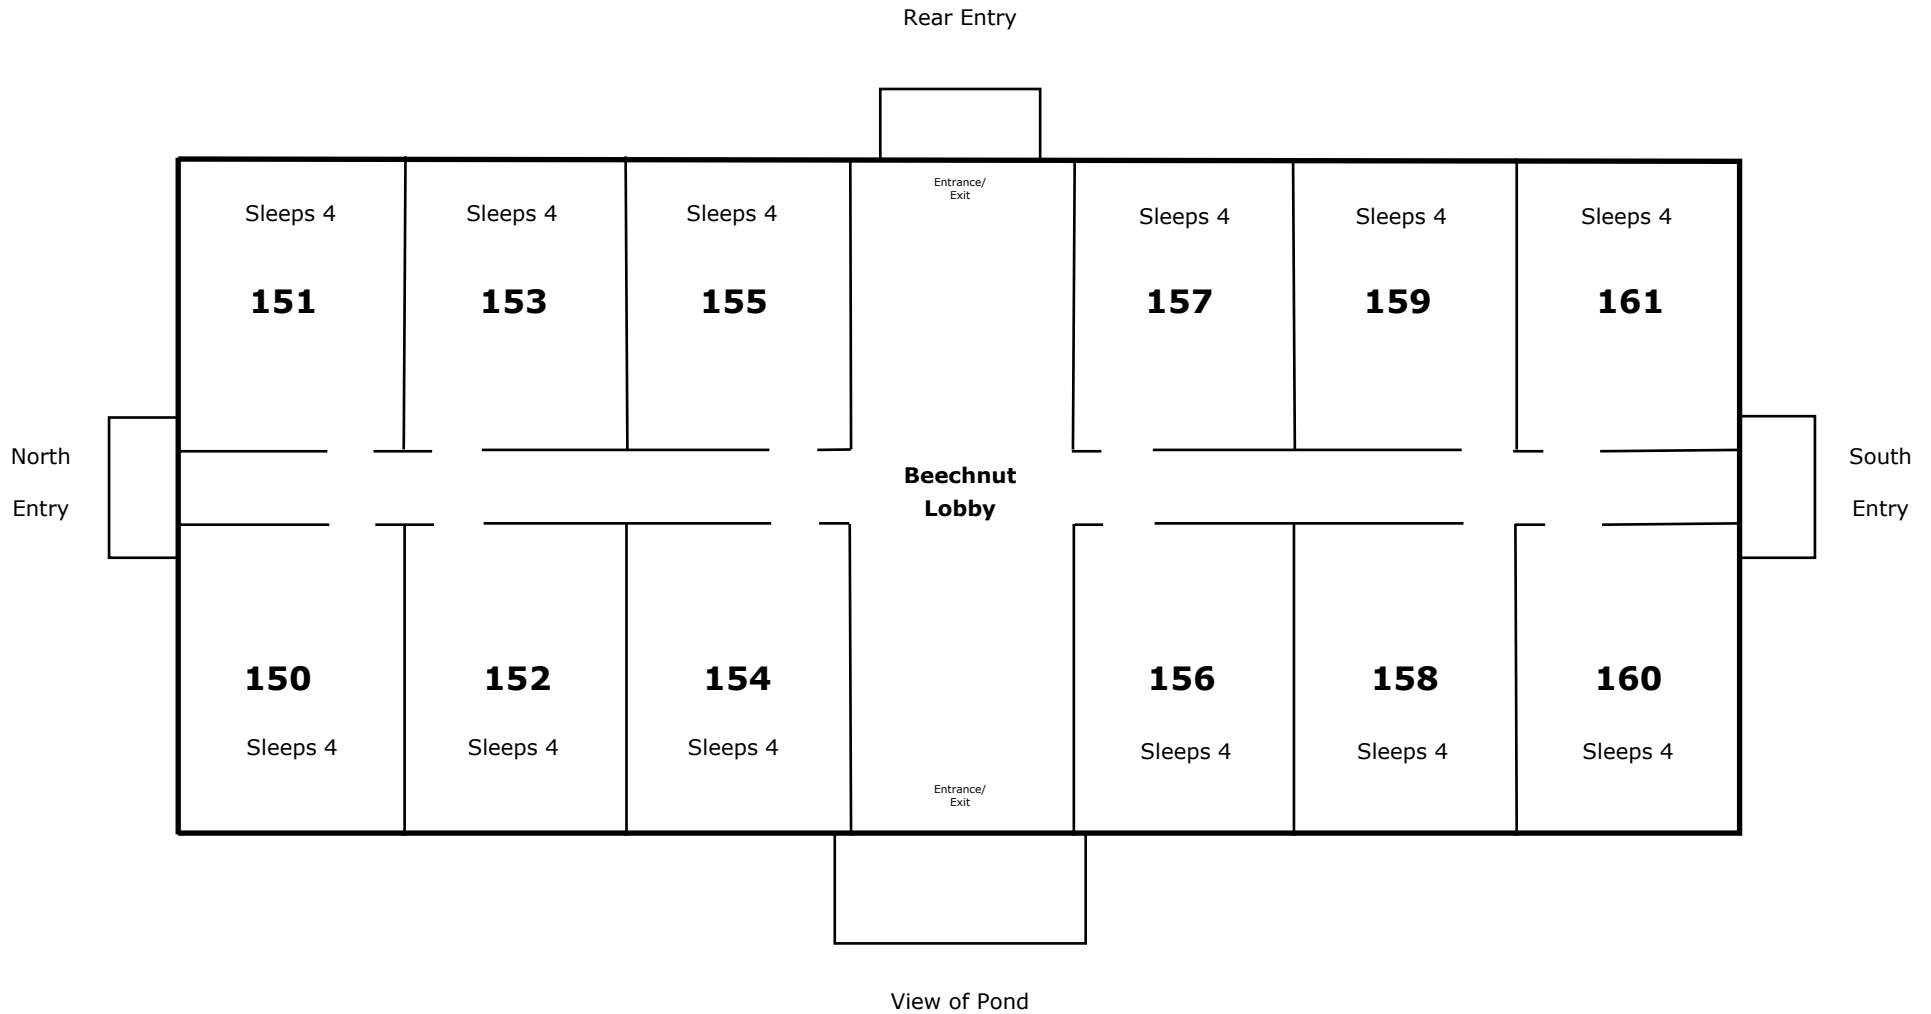 Rear Entry
Entrance/
Exit
Sleeps 4 Sleeps 4 Sleeps 4 Sleeps 4 Sleeps 4 Sleeps 4
151 153 155 157 159 161
North
Entry
Beechnut
Lobby
South
Entry
150 152 154 156 158 160
Sleeps 4 Sleeps 4 Sleeps 4 Sleeps 4 Sleeps 4 Sleeps 4
Entrance/
Exit
View of Pond